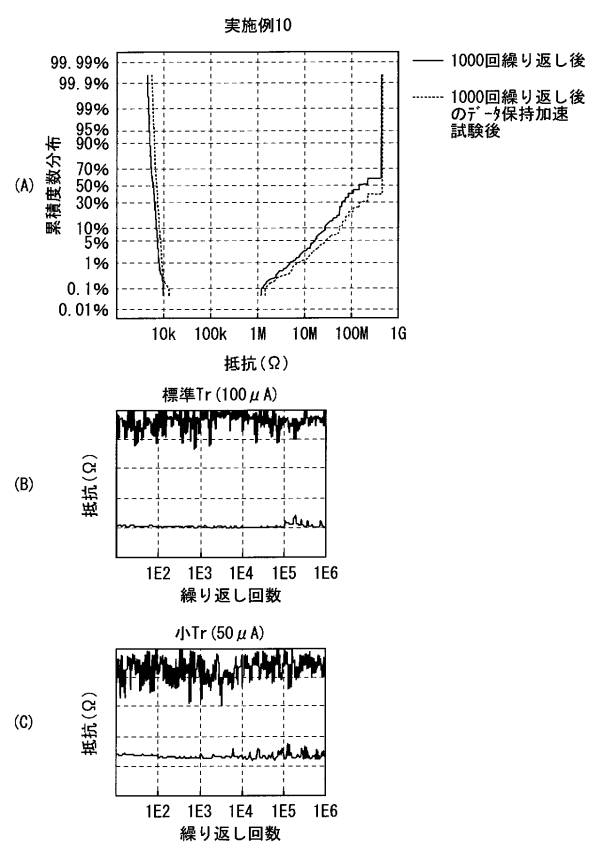 実施例10
(A)
累積度数分布
99.99%
99.9%
99%
95%
90%
70%
50%
30%
10%
5%
1%
0.1%
0.01%
10k 100k 1M 10M 100M 1G
抵抗(Ω)
1000回繰り返し後
1000回繰り返し後
のデータ保持加速
試験後
標準Tr(100μA)
(B)
抵抗(Ω)
1E2 1E3 1E4 1E5 1E6
繰り返し回数
小Tr(50μA)
(C)
抵抗(Ω)
1E2 1E3 1E4 1E5 1E6
繰り返し回数